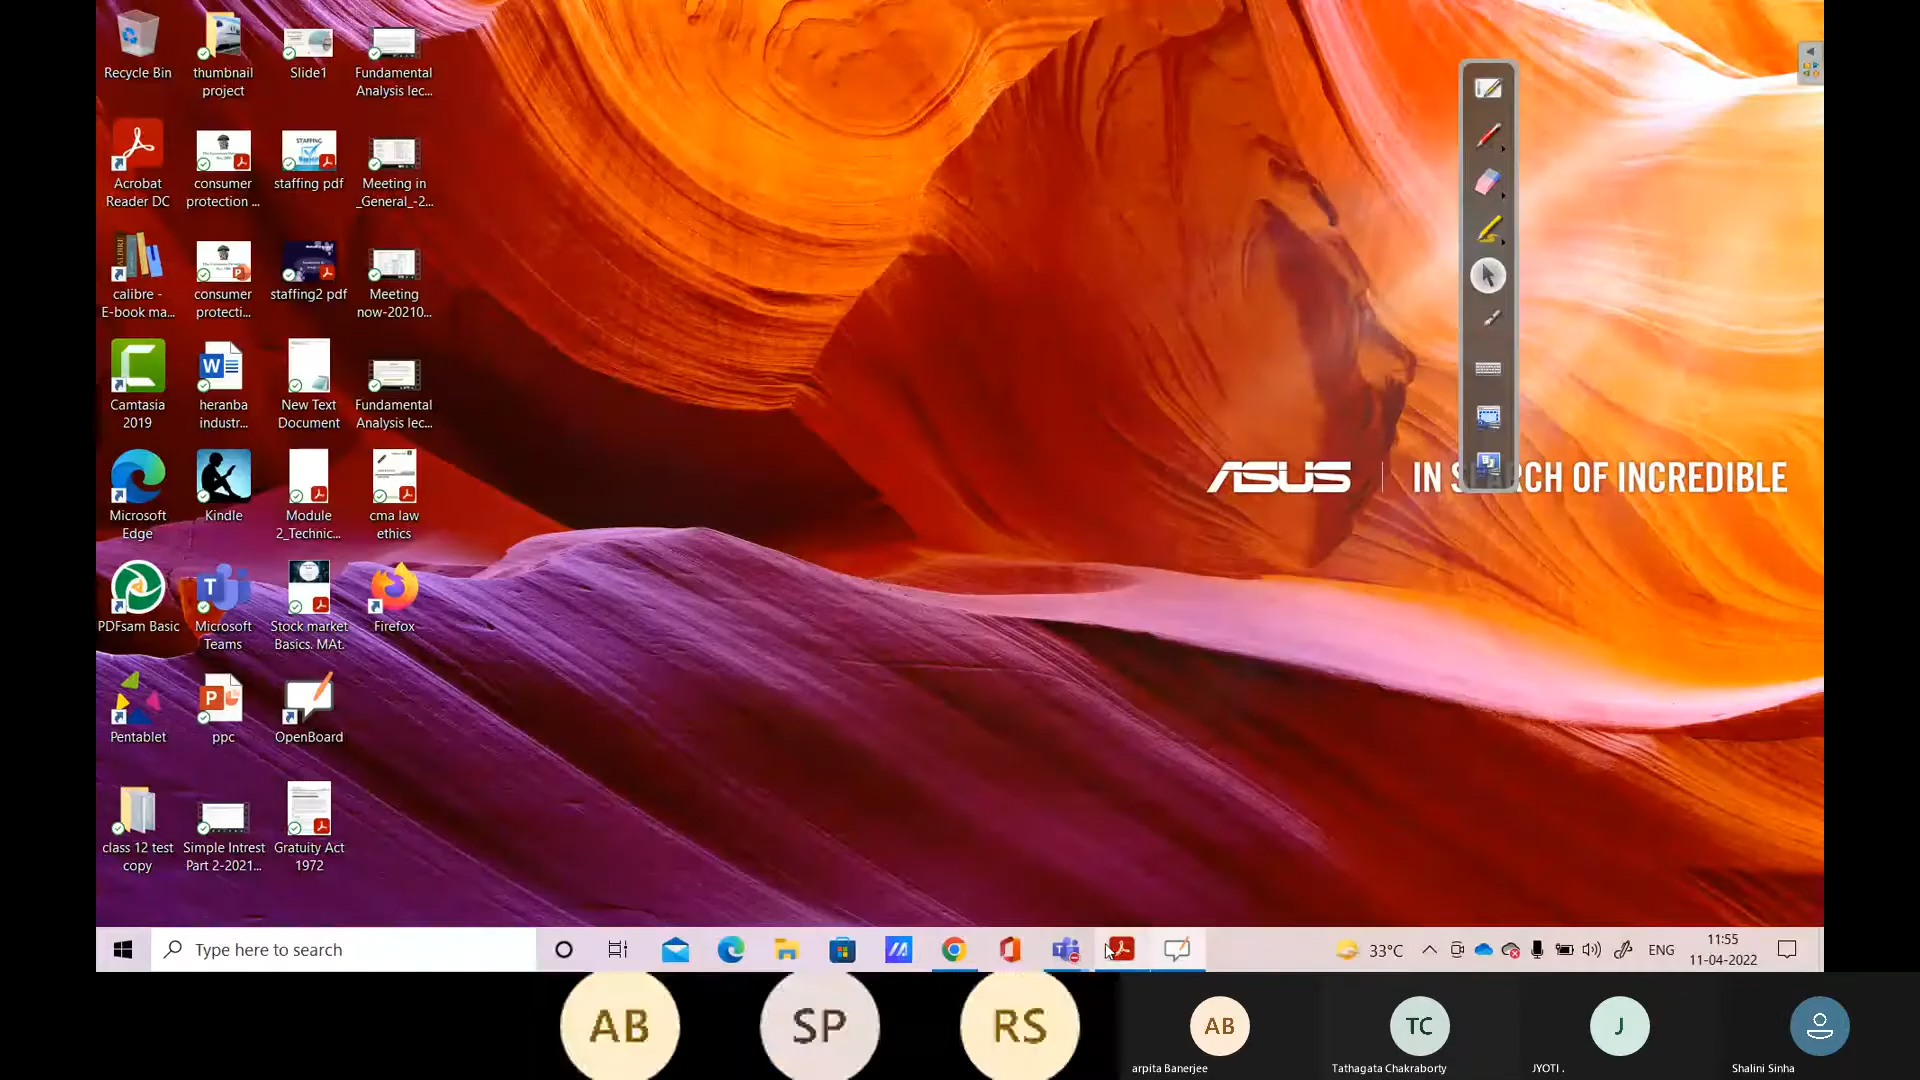 Recycle Bin
thumbnail
project
Slide1
Fundamental
Analysis lec...
Acrobat
Reader DC
consumer
protection ...
STAFFING
staffing pdf
Meeting in
_General_-2...
calibre -
E-book ma...
consumer
protecti...
staffing2 pdf
Meeting
now-20210...
Camtasia
2019
heranba
industr...
New Text
Document
Fundamental
Analysis lec...
Microsoft
Edge
Kindle
Module
2_Technic...
cma law
ethics
PDFsam Basic
Microsoft
Teams
Stock market
Basics. MAt.
Firefox
Pentablet
ppc
OpenBoard
class 12 test
copy
Simple Intrest
Part 2-2021...
Gratuity Act
1972
ASUS
IN SEARCH OF INCREDIBLE
Type here to search
33°C
ENG
11:55
11-04-2022
AB
SP
RS
AB
TC
J
arpita Banerjee
Tathagata Chakraborty
JYOTI .
Shalini Sinha